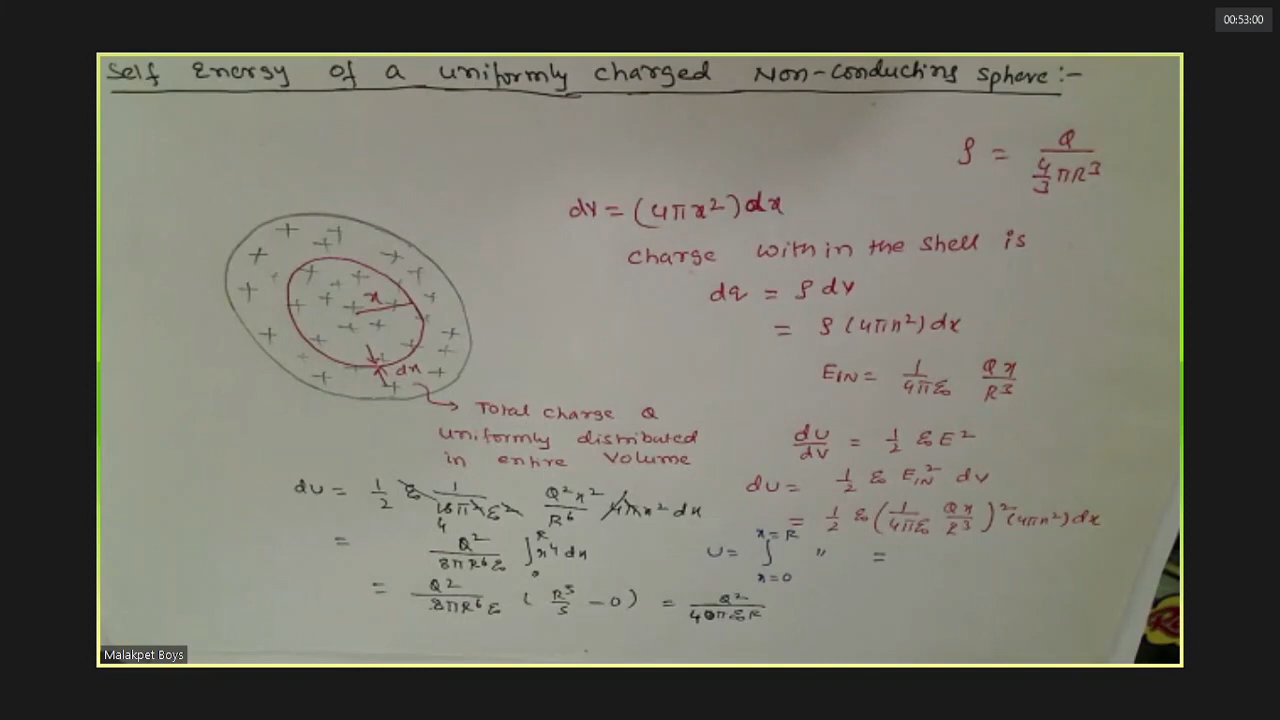 00:53:00
Self Energy of a uniformly charged Non-conducting sphere:-
ρ = Q / (4/3 πR³)
dv = (4πx²)dx
charge with in the shell is
dq = ρ dv
= ρ (4πx²) dx
x
dx
E_IN = 1/4πε₀ Qx/R³
Total charge Q
uniformly distributed
in entire volume
dU/dV = 1/2 ε₀E²
dU = 1/2 ε₀ E_IN² dv
= 1/2 ε₀ (1/4πε₀ Qx/R³)² (4πx²)dx
U = ∫_{x=0}^{x=R} " =
dU = 1/2 ε₀ 1/16π²ε₀² Q²x²/R⁶ 4πx² dx
4
= Q²/8πR⁶ε₀ ∫₀^R x⁴ dx
= Q²/8πR⁶ε₀ (R⁵/5 – 0) = Q²/40πε₀R
Malakpet Boys